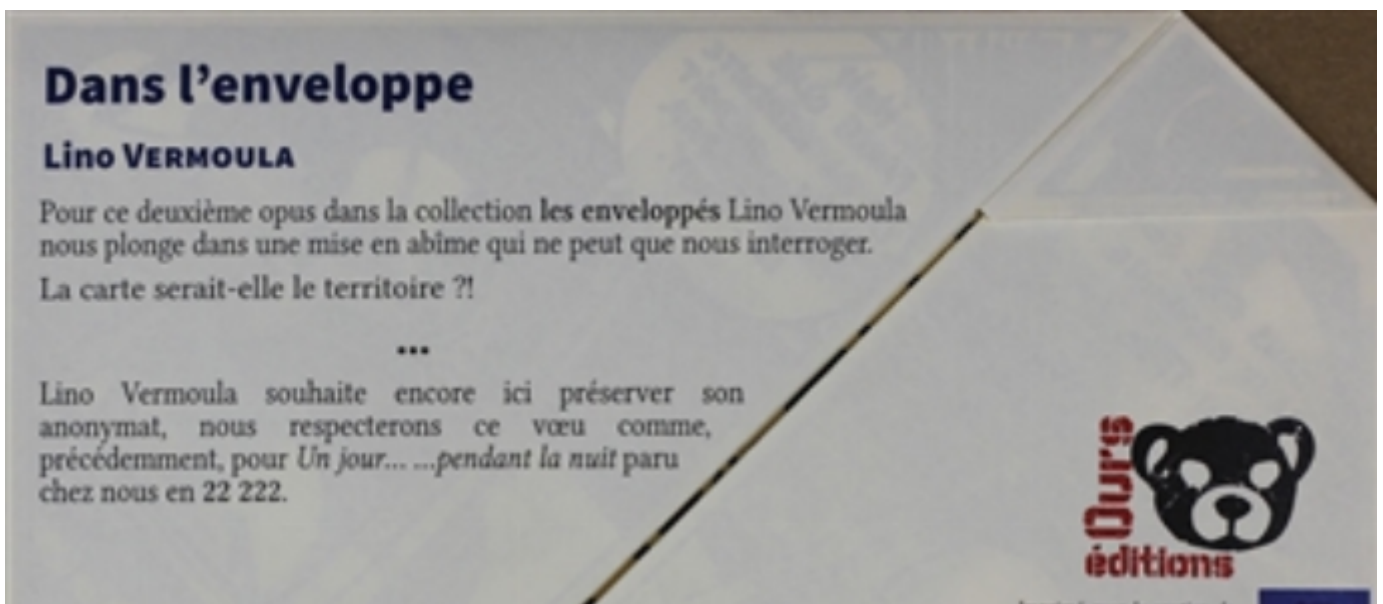 Dans l’enveloppe
Lino VERMOULA
Pour ce deuxième opus dans la collection les enveloppés Lino Vermoula
nous plonge dans une mise en abîme qui ne peut que nous interroger.
La carte serait-elle le territoire ?!
...
Lino Vermoula souhaite encore ici préserver son
anonymat, nous respecterons ce vœu comme,
précédemment, pour Un jour... ...pendant la nuit paru
chez nous en 22 222.
Ours
éditions